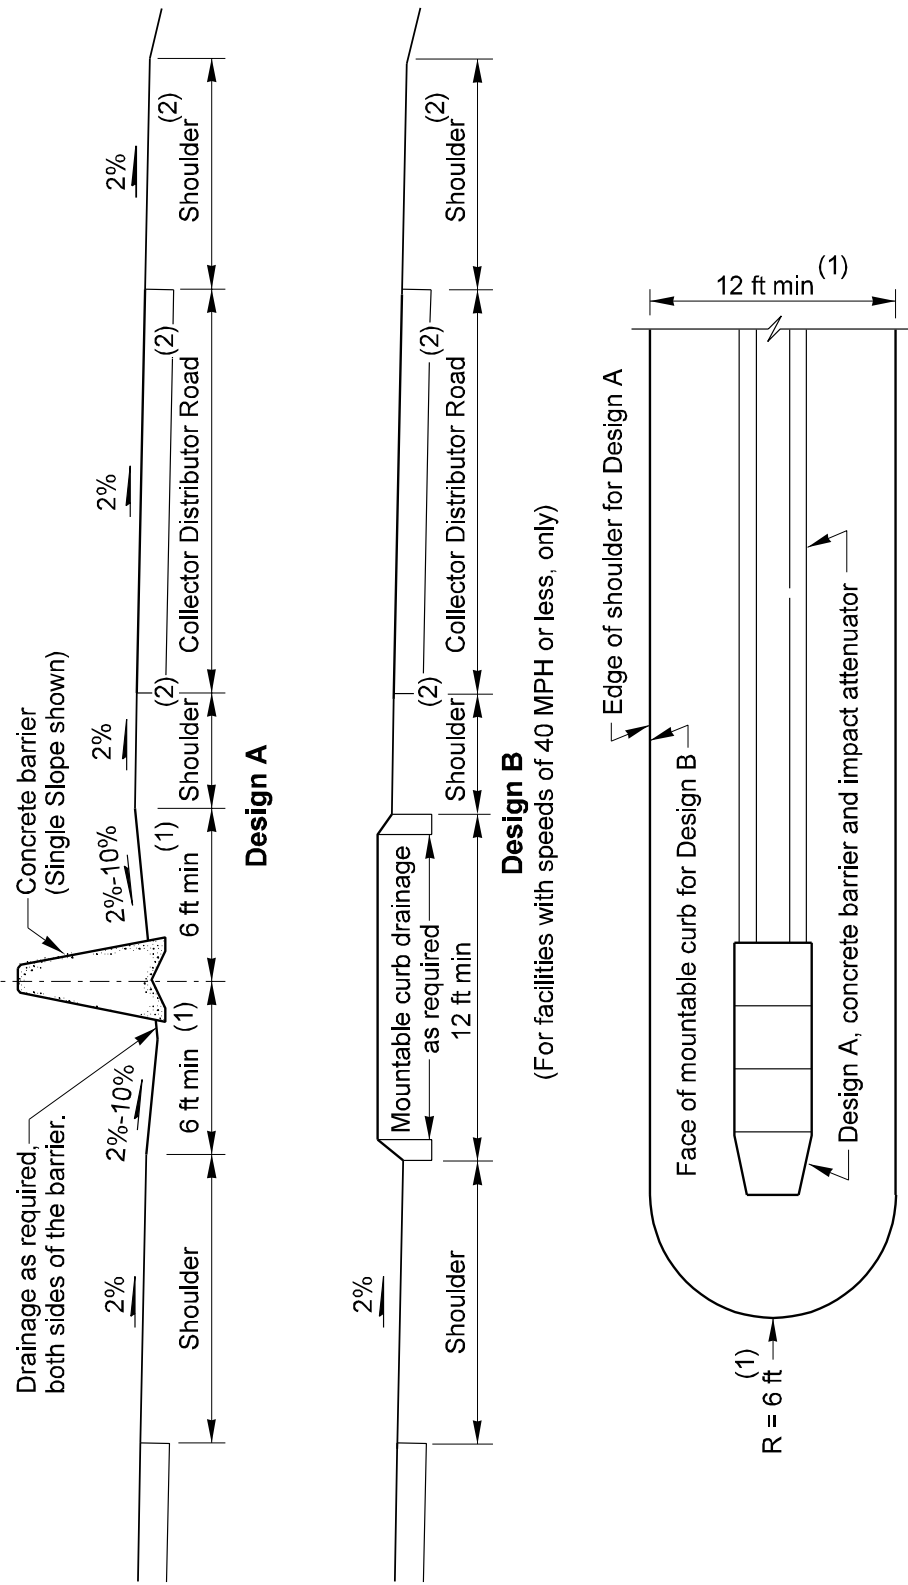 Drainage as required,
both sides of the barrier.
Concrete barrier
(Single Slope shown)
2%
2%-10%
2%-10%
2%
2%
2%
Shoulder
6 ft min (1)
6 ft min (1)
Shoulder (2)
Collector Distributor Road (2)
Shoulder (2)
Design A
2%
Mountable curb drainage
as required
12 ft min
Shoulder
Shoulder (2)
Collector Distributor Road (2)
Shoulder (2)
Design B
(For facilities with speeds of 40 MPH or less, only)
Edge of shoulder for Design A
Face of mountable curb for Design B
12 ft min (1)
R = 6 ft (1)
Design A, concrete barrier and impact attenuator